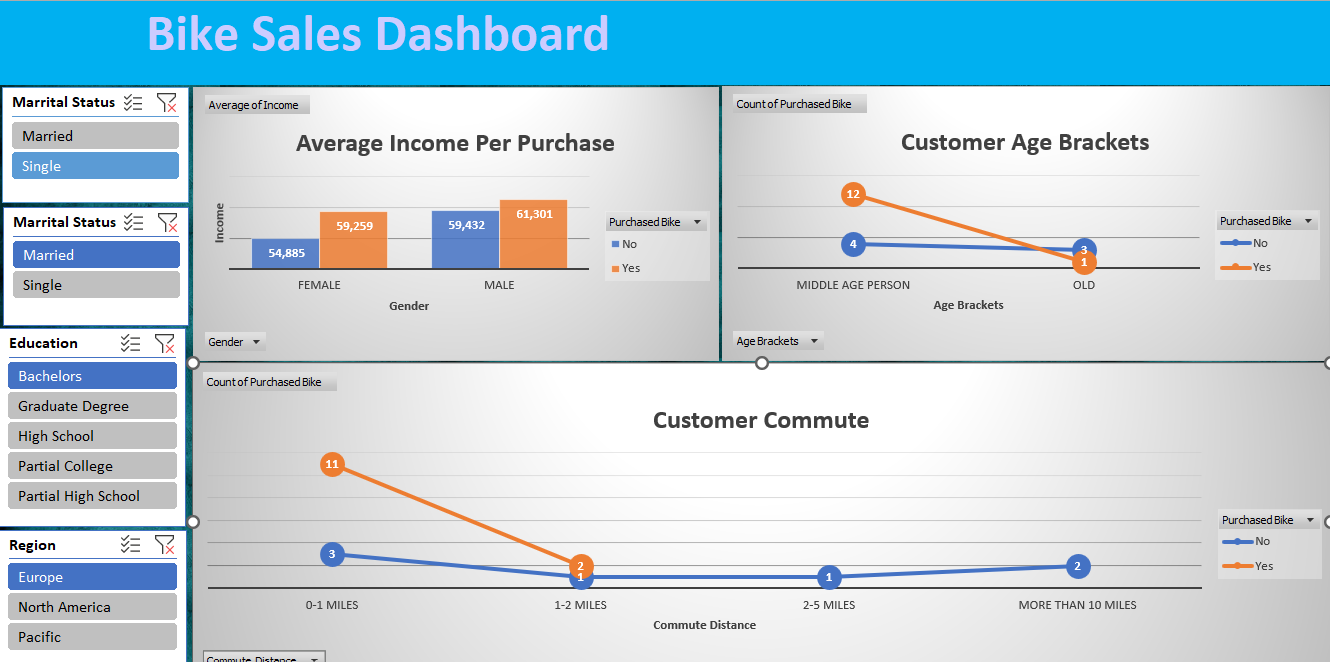 Bike Sales Dashboard
Marrital Status
Married
Single
Marrital Status
Married
Single
Education
Bachelors
Graduate Degree
High School
Partial College
Partial High School
Region
Europe
North America
Pacific
Average of Income
Average Income Per Purchase
Income
54,885
59,259
59,432
61,301
FEMALE
MALE
Gender
Purchased Bike
No
Yes
Gender
Count of Purchased Bike
Customer Age Brackets
12
4
3
1
MIDDLE AGE PERSON
OLD
Age Brackets
Purchased Bike
No
Yes
Age Brackets
Count of Purchased Bike
Customer Commute
11
3
2
1
1
2
0-1 MILES
1-2 MILES
2-5 MILES
MORE THAN 10 MILES
Commute Distance
Purchased Bike
No
Yes
Commute Distance